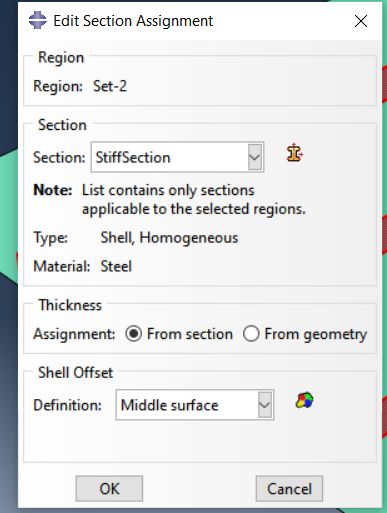 Edit Section Assignment
Region
Region: Set-2
Section
Section: StiffSection
Note: List contains only sections
applicable to the selected regions.
Type: Shell, Homogeneous
Material: Steel
Thickness
Assignment: From section From geometry
Shell Offset
Definition: Middle surface
OK Cancel